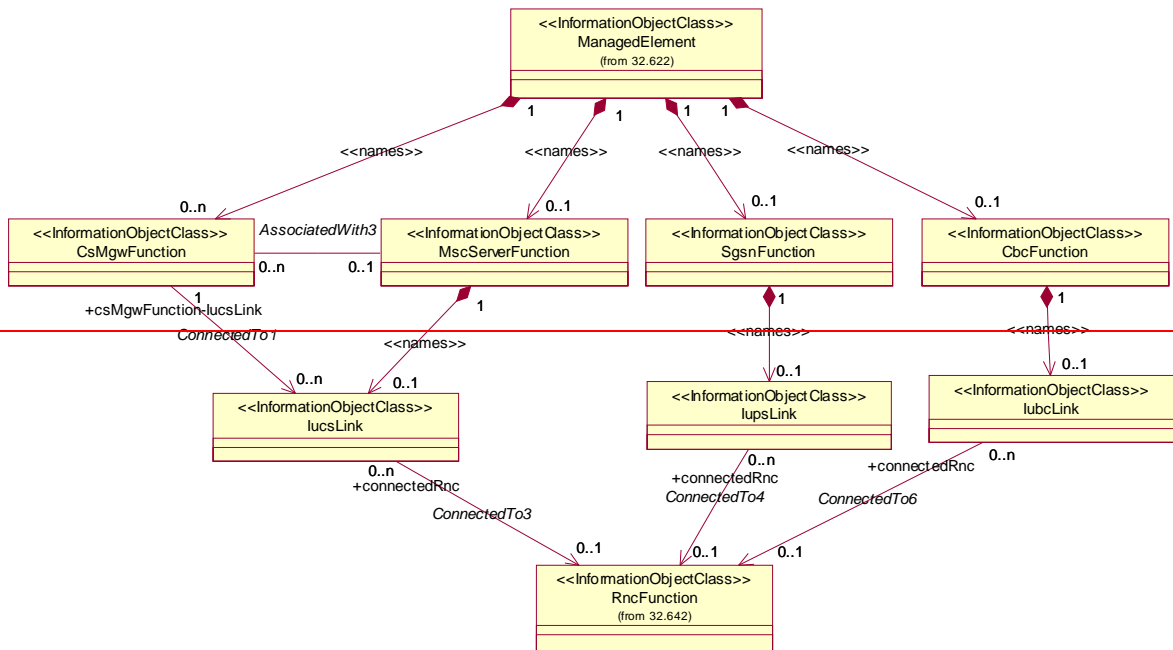 <<InformationObjectClass>>
ManagedElement
(from 32.622)
1
1
1
1
<<names>>
<<names>>
<<names>>
<<names>>
0..n
0..1
0..1
0..1
<<InformationObjectClass>>
CsMgwFunction
AssociatedWith3
0..n
0..1
<<InformationObjectClass>>
MscServerFunction
<<InformationObjectClass>>
SgsnFunction
<<InformationObjectClass>>
CbcFunction
1
+csMgwFunction-IucsLink
ConnectedTo1
1
<<names>>
1
<<names>>
1
<<names>>
0..n
0..1
0..1
0..1
<<InformationObjectClass>>
IucsLink
<<InformationObjectClass>>
IupsLink
<<InformationObjectClass>>
IubcLink
0..n
+connectedRnc
ConnectedTo3
0..n
+connectedRnc
ConnectedTo4
0..n
+connectedRnc
ConnectedTo6
0..1
0..1
0..1
<<InformationObjectClass>>
RncFunction
(from 32.642)